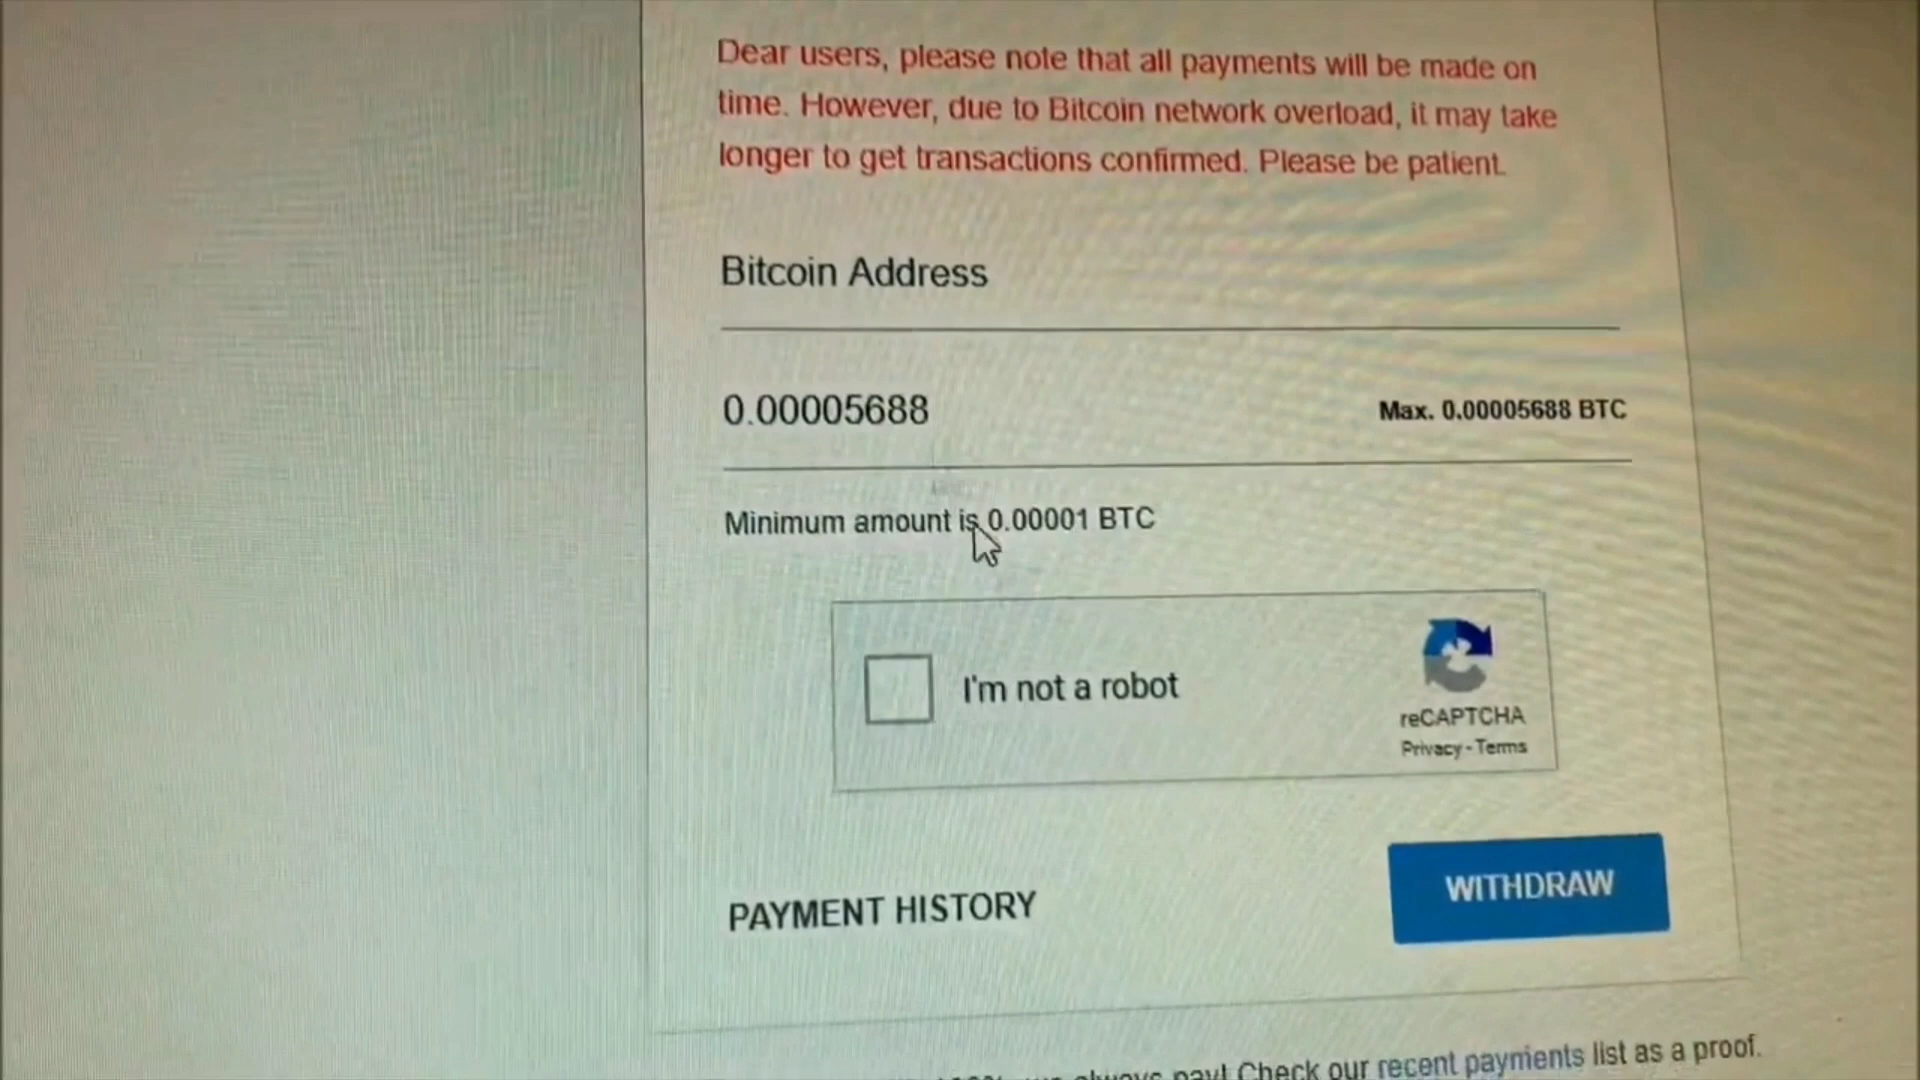 Dear users, please note that all payments will be made on
time. However, due to Bitcoin network overload, it may take
longer to get transactions confirmed. Please be patient.
Bitcoin Address
0.00005688
Max. 0.00005688 BTC
Minimum amount is 0.00001 BTC
I'm not a robot
reCAPTCHA
Privacy - Terms
PAYMENT HISTORY
WITHDRAW
always pay! Check our recent payments list as a proof.